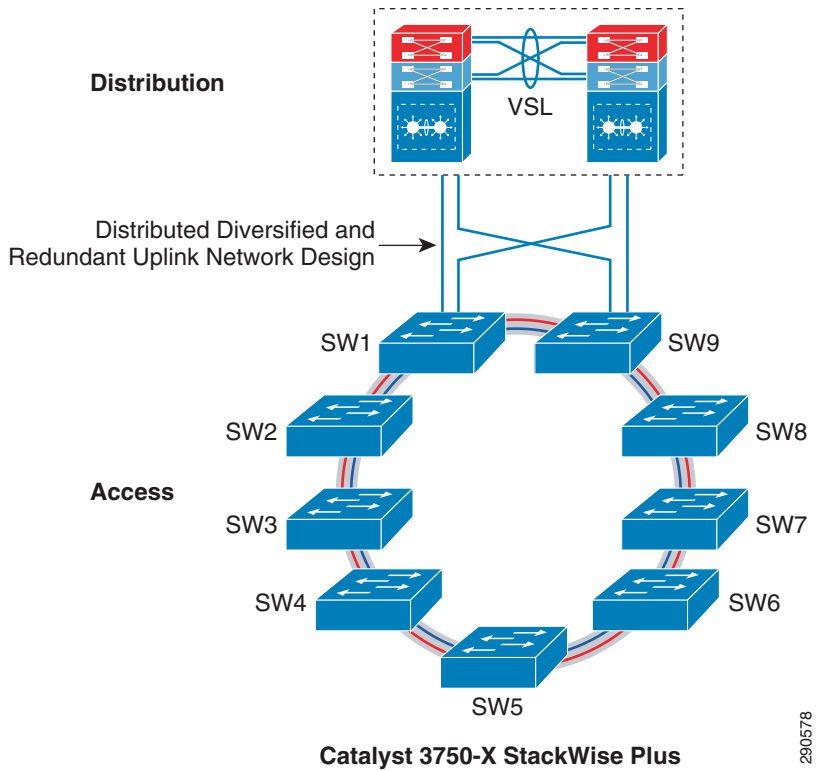 Distribution
VSL
Distributed Diversified and
Redundant Uplink Network Design
SW1
SW9
SW2
SW8
Access
SW3
SW7
SW4
SW6
SW5
Catalyst 3750-X StackWise Plus
290578